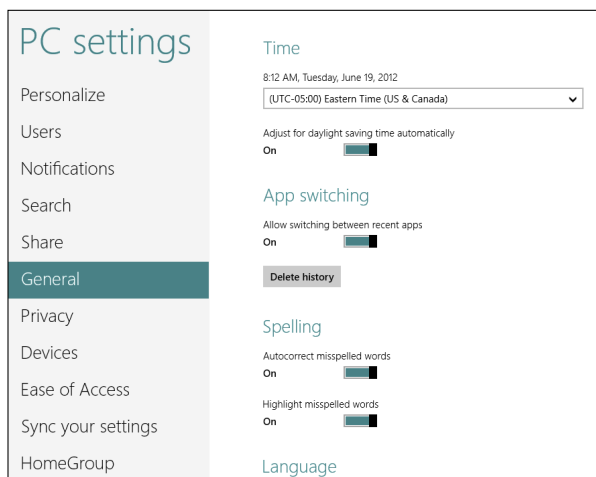 PC settings
Personalize
Users
Notifications
Search
Share
General
Privacy
Devices
Ease of Access
Sync your settings
HomeGroup
Time
8:12 AM, Tuesday, June 19, 2012
(UTC-05:00) Eastern Time (US & Canada)
Adjust for daylight saving time automatically
On
App switching
Allow switching between recent apps
On
Delete history
Spelling
Autocorrect misspelled words
On
Highlight misspelled words
On
Language